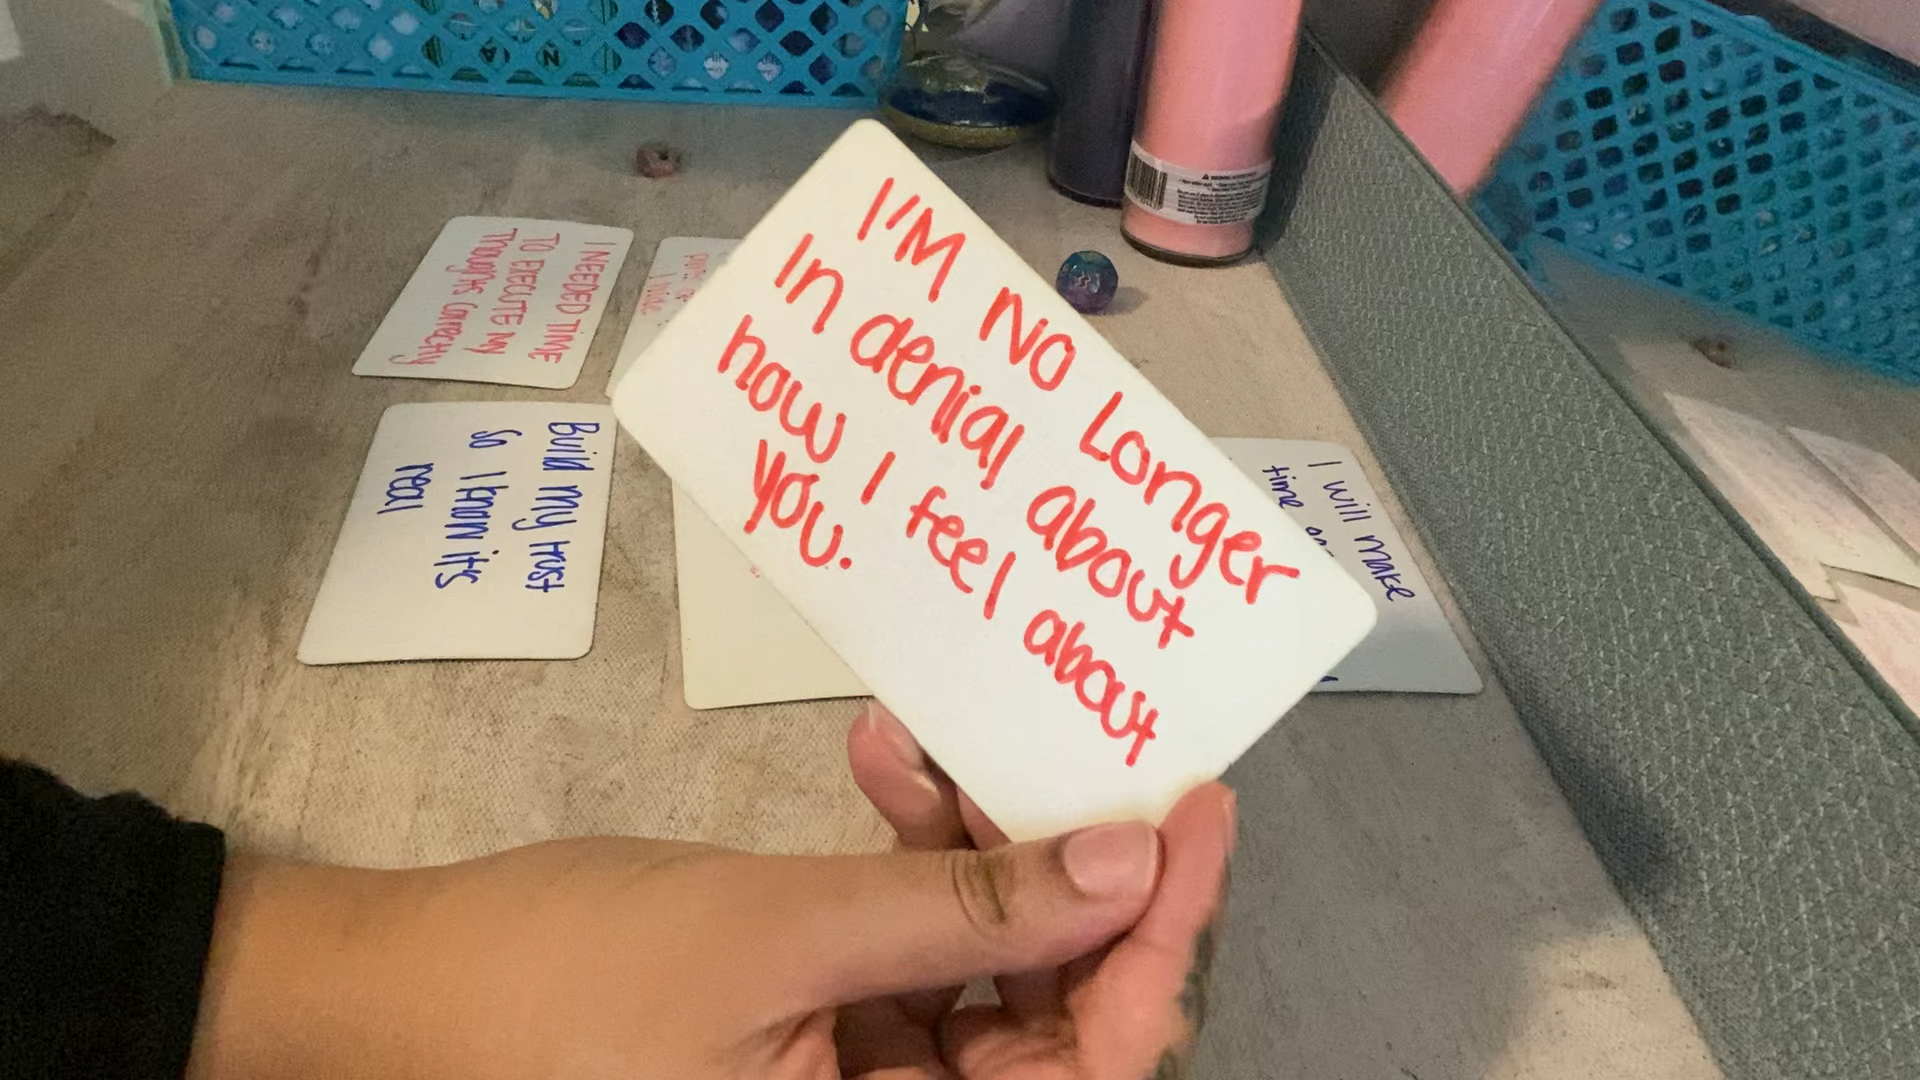 I'M NO LONGER
In denial about
how I feel about
you.
I NEEDED TIME
TO EXECUTE MY
Thoughts correctly
Build my trust
So I know it's
real
I will make
time